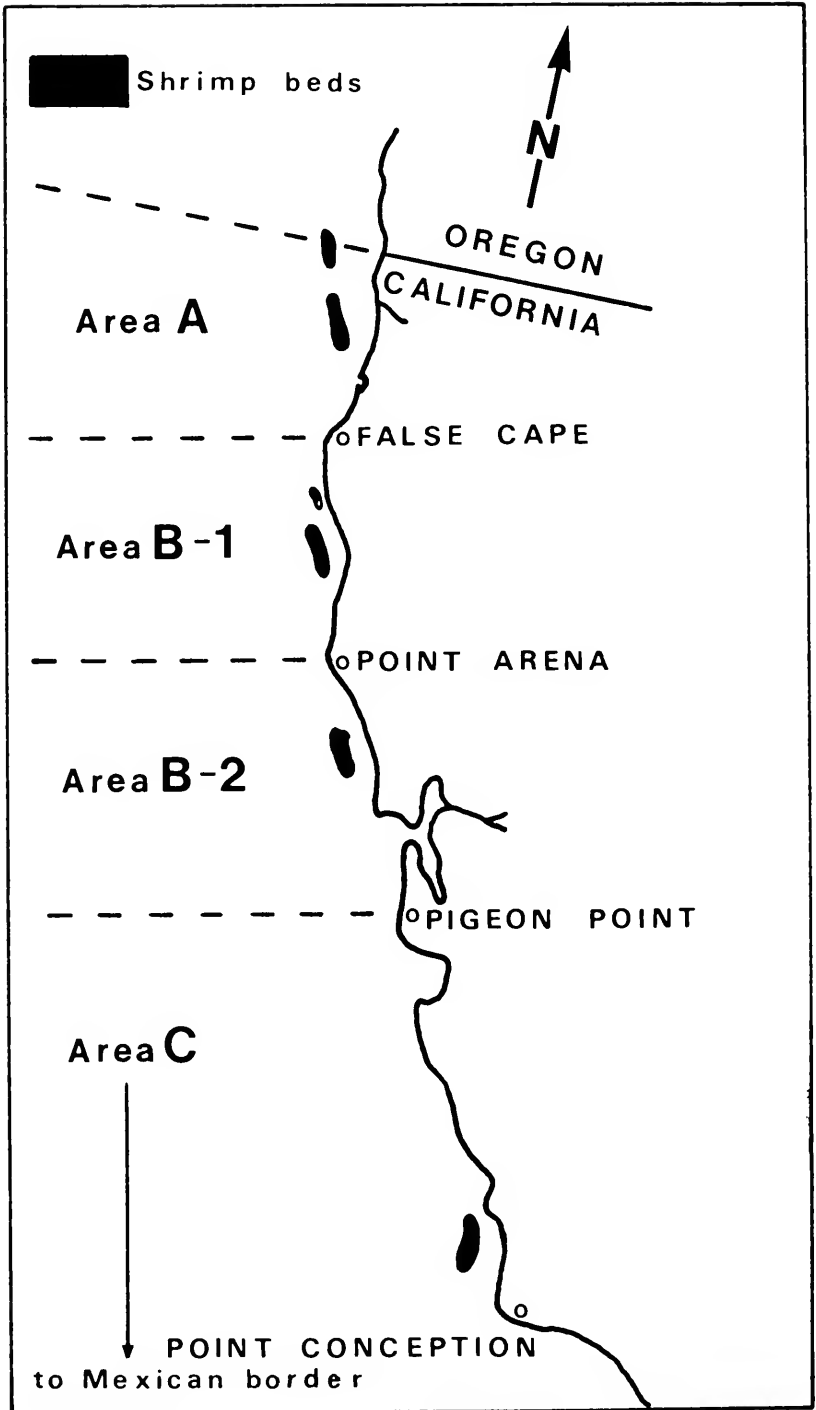 Shrimp beds
N
OREGON
CALIFORNIA
Area A
FALSE CAPE
Area B-1
POINT ARENA
Area B-2
PIGEON POINT
Area C
POINT CONCEPTION
to Mexican border